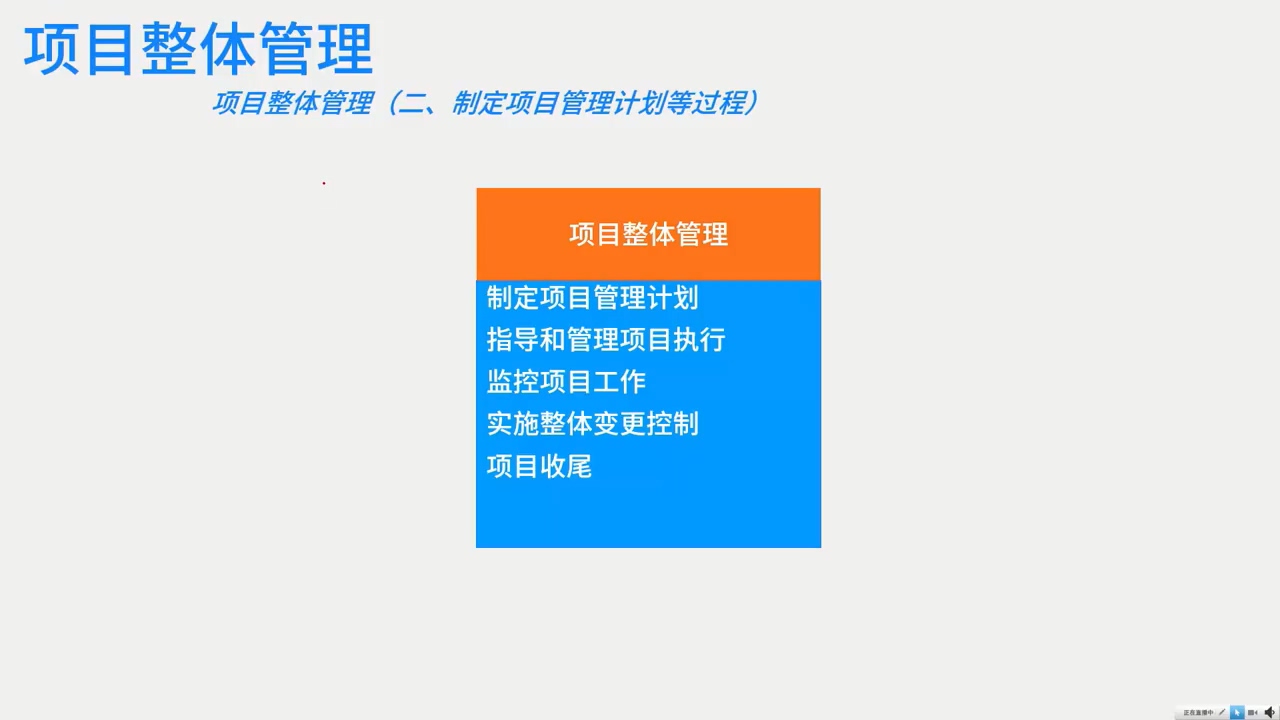 项目整体管理
项目整体管理（二、制定项目管理计划等过程）
项目整体管理
制定项目管理计划
指导和管理项目执行
监控项目工作
实施整体变更控制
项目收尾
正在直播中